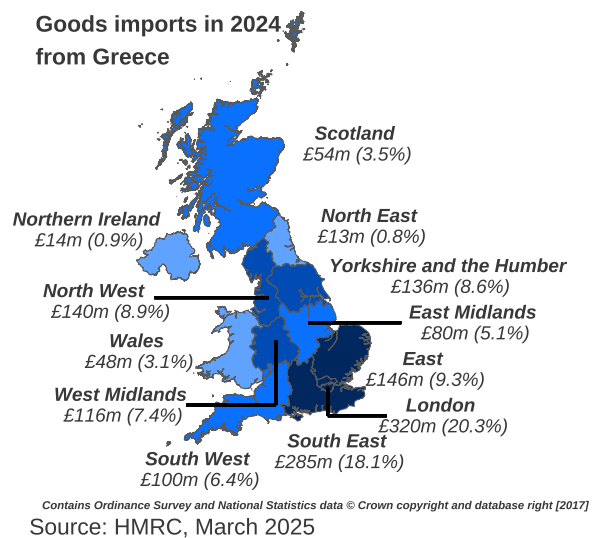 Goods imports in 2024
from Greece
Scotland
£54m (3.5%)
Northern Ireland
£14m (0.9%)
North East
£13m (0.8%)
Yorkshire and the Humber
£136m (8.6%)
North West
£140m (8.9%)
East Midlands
£80m (5.1%)
Wales
£48m (3.1%)
East
£146m (9.3%)
West Midlands
£116m (7.4%)
London
£320m (20.3%)
South East
£285m (18.1%)
South West
£100m (6.4%)
Contains Ordinance Survey and National Statistics data © Crown copyright and database right [2017]
Source: HMRC, March 2025